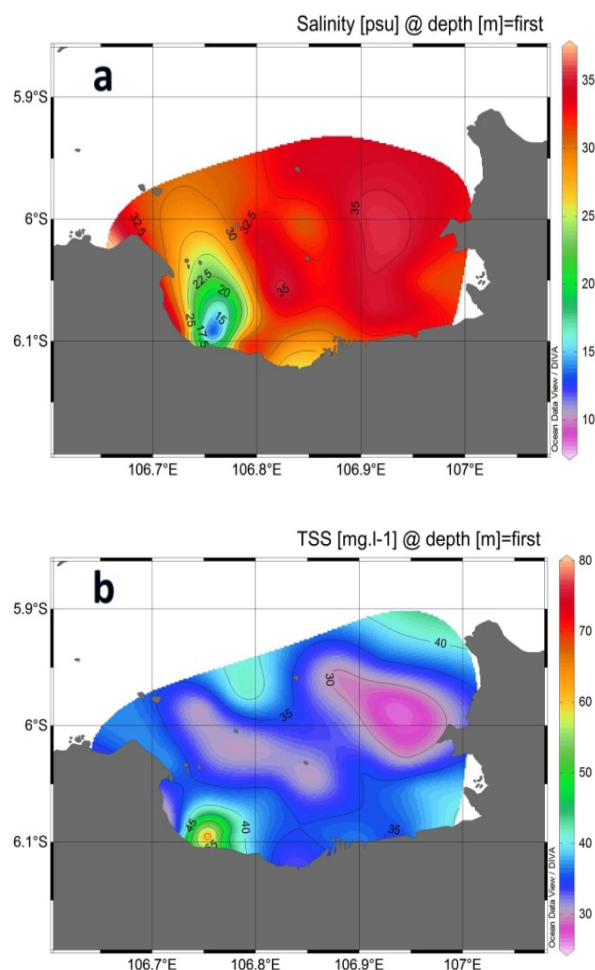 Salinity [psu] @ depth [m]=first
a
5.9°S
6°S
6.1°S
35
30
25
20
15
10
32.5
30
32.5
35
35
22.5
20
15
25
17.5
Ocean Data View / DIVA
106.7°E
106.8°E
106.9°E
107°E
TSS [mg.l-1] @ depth [m]=first
b
5.9°S
6°S
6.1°S
80
70
60
50
40
30
40
30
35
45
40
35
Ocean Data View / DIVA
106.7°E
106.8°E
106.9°E
107°E